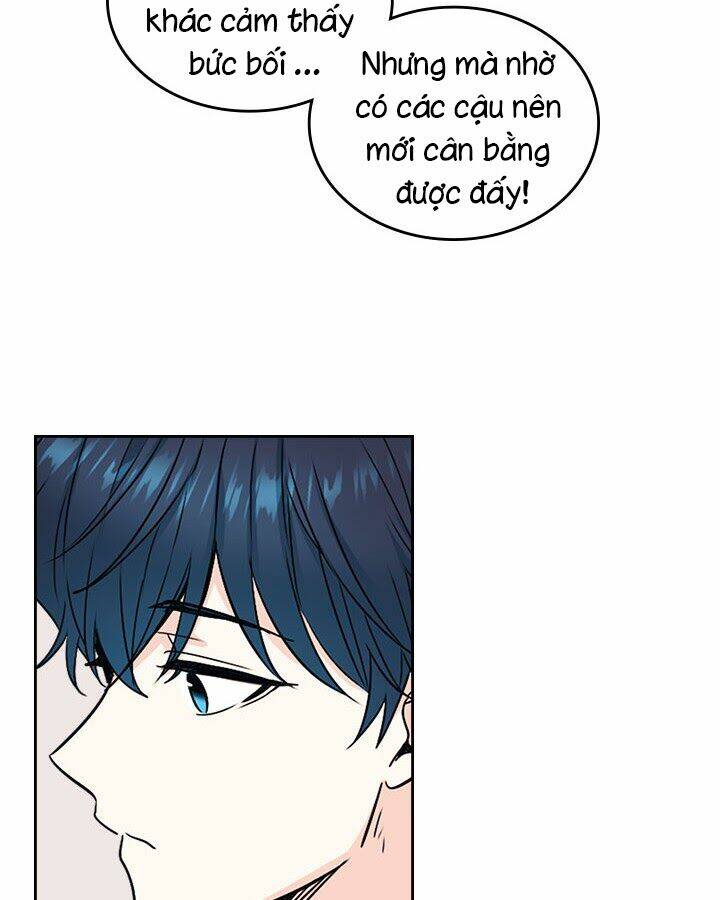 khác cảm thấy
bức bối ...
Nhưng mà nhờ
có các cậu nên
mới cân bằng
được đấy!